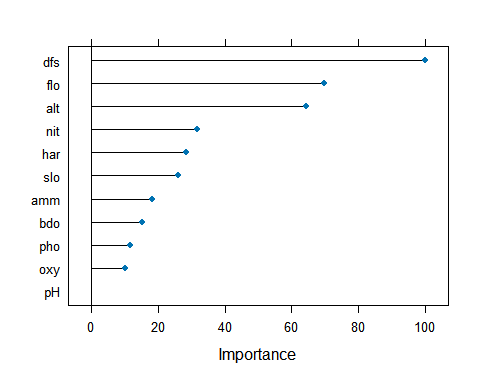 dfs
flo
alt
nit
har
slo
amm
bdo
pho
oxy
pH
0 20 40 60 80 100
Importance